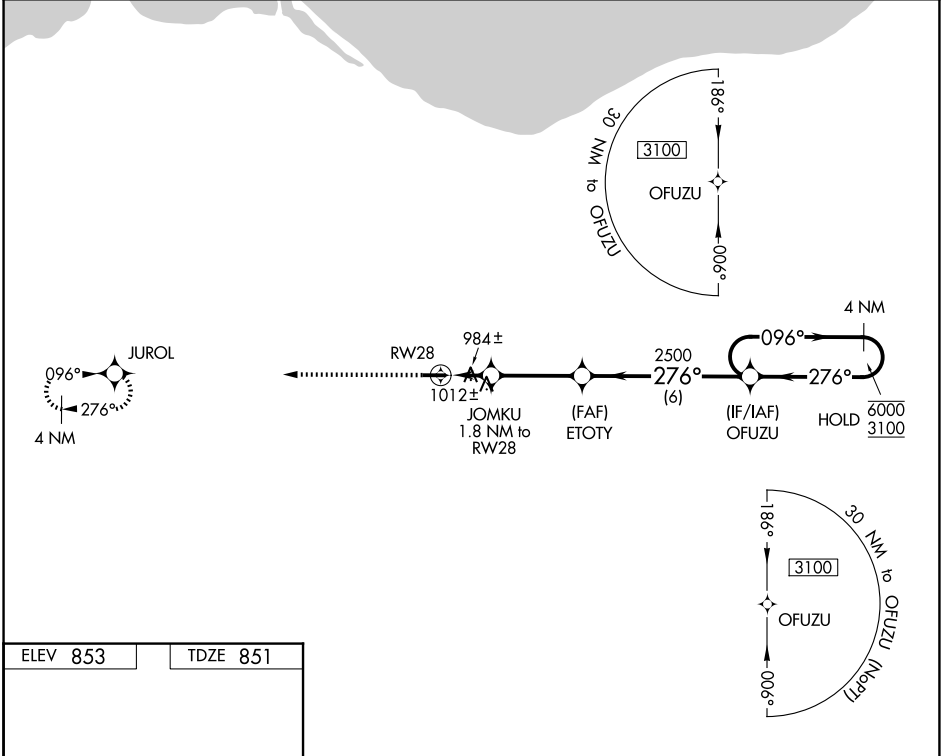 186°
30 NM to OFUZU
3100
OFUZU
006°
4 NM
096°
984±
2500
JUROL
RW28
096°
276°
276°
(6)
276°
1012±
JOMKU
1.8 NM to
RW28
(FAF)
ETOTY
(IF/IAF)
OFUZU
HOLD
6000
3100
4 NM
186°
30 NM to OFUZU (NoPT)
3100
OFUZU
006°
ELEV 853
TDZE 851